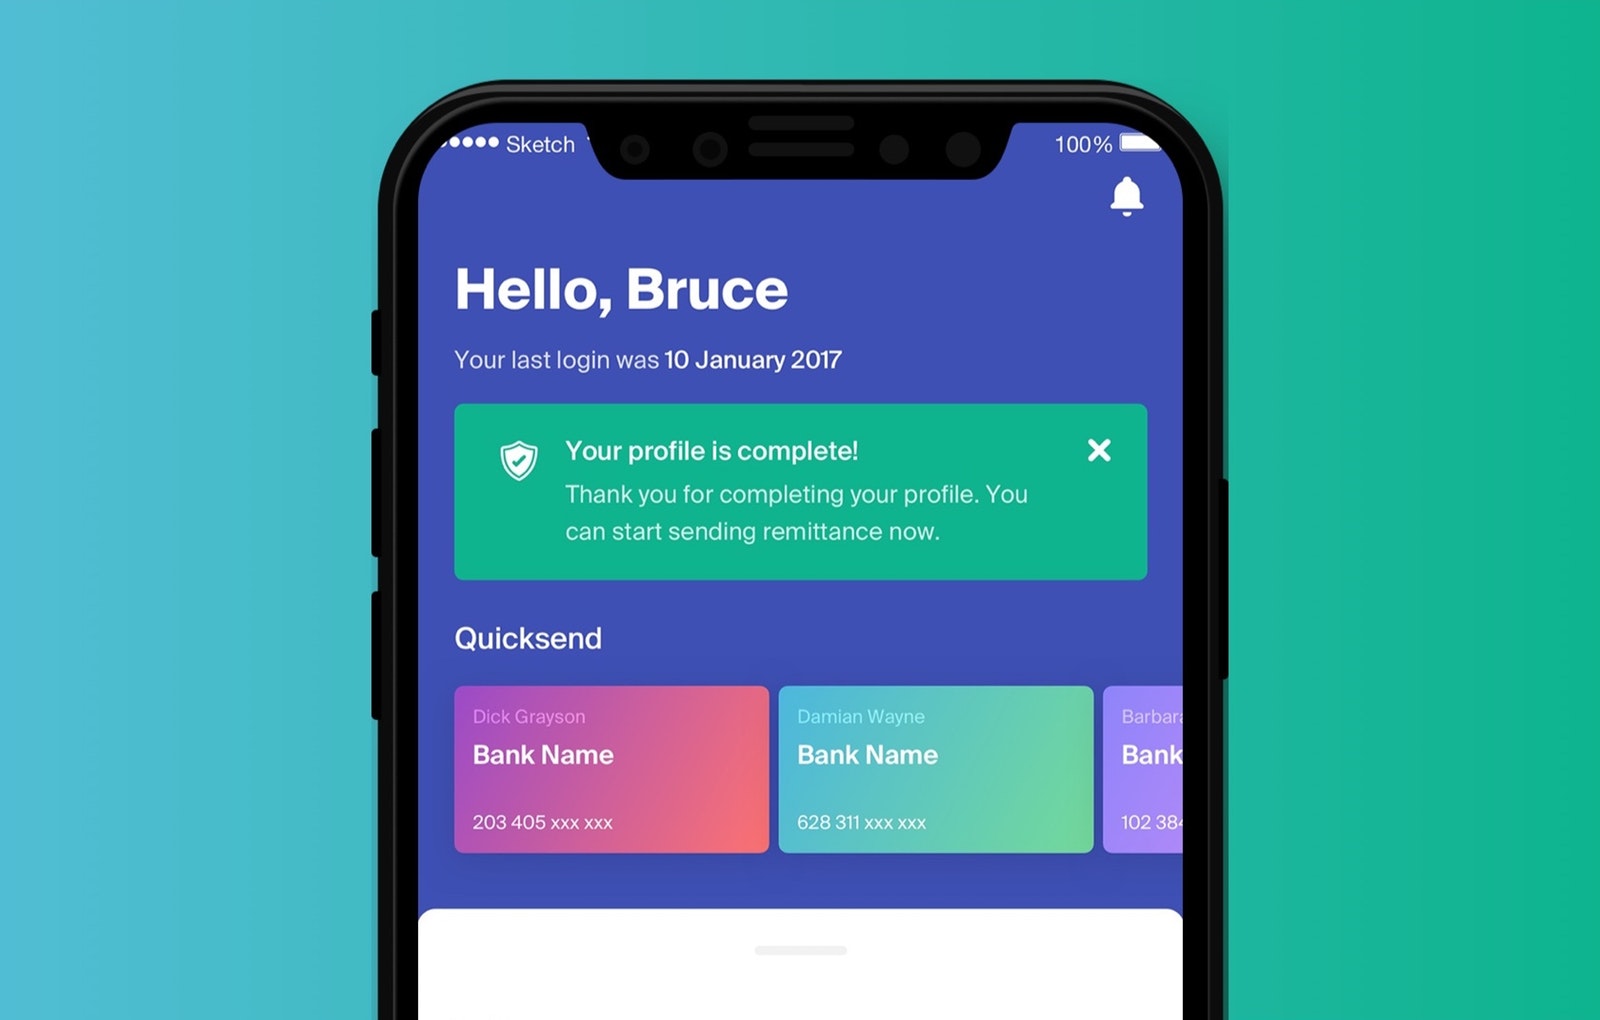 Sketch
100%
Hello, Bruce
Your last login was 10 January 2017
Your profile is complete!
Thank you for completing your profile. You
can start sending remittance now.
Quicksend
Dick Grayson
Bank Name
203 405 xxx xxx
Damian Wayne
Bank Name
628 311 xxx xxx
Barbara
Bank
102 384